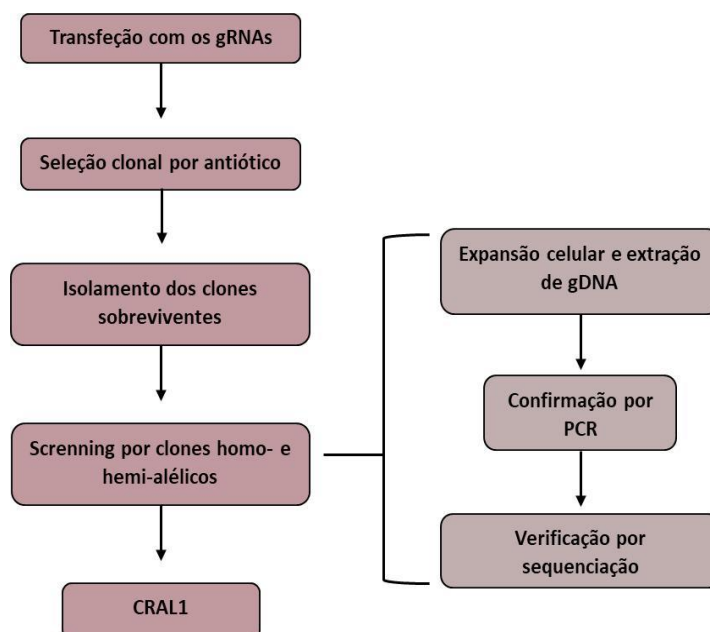 Transfeção com os gRNAs
Seleção clonal por antiótico
Isolamento dos clones
sobreviventes
Screnning por clones homo- e
hemi-alélicos
CRAL1
Expansão celular e extração
de gDNA
Confirmação por
PCR
Verificação por
sequenciação